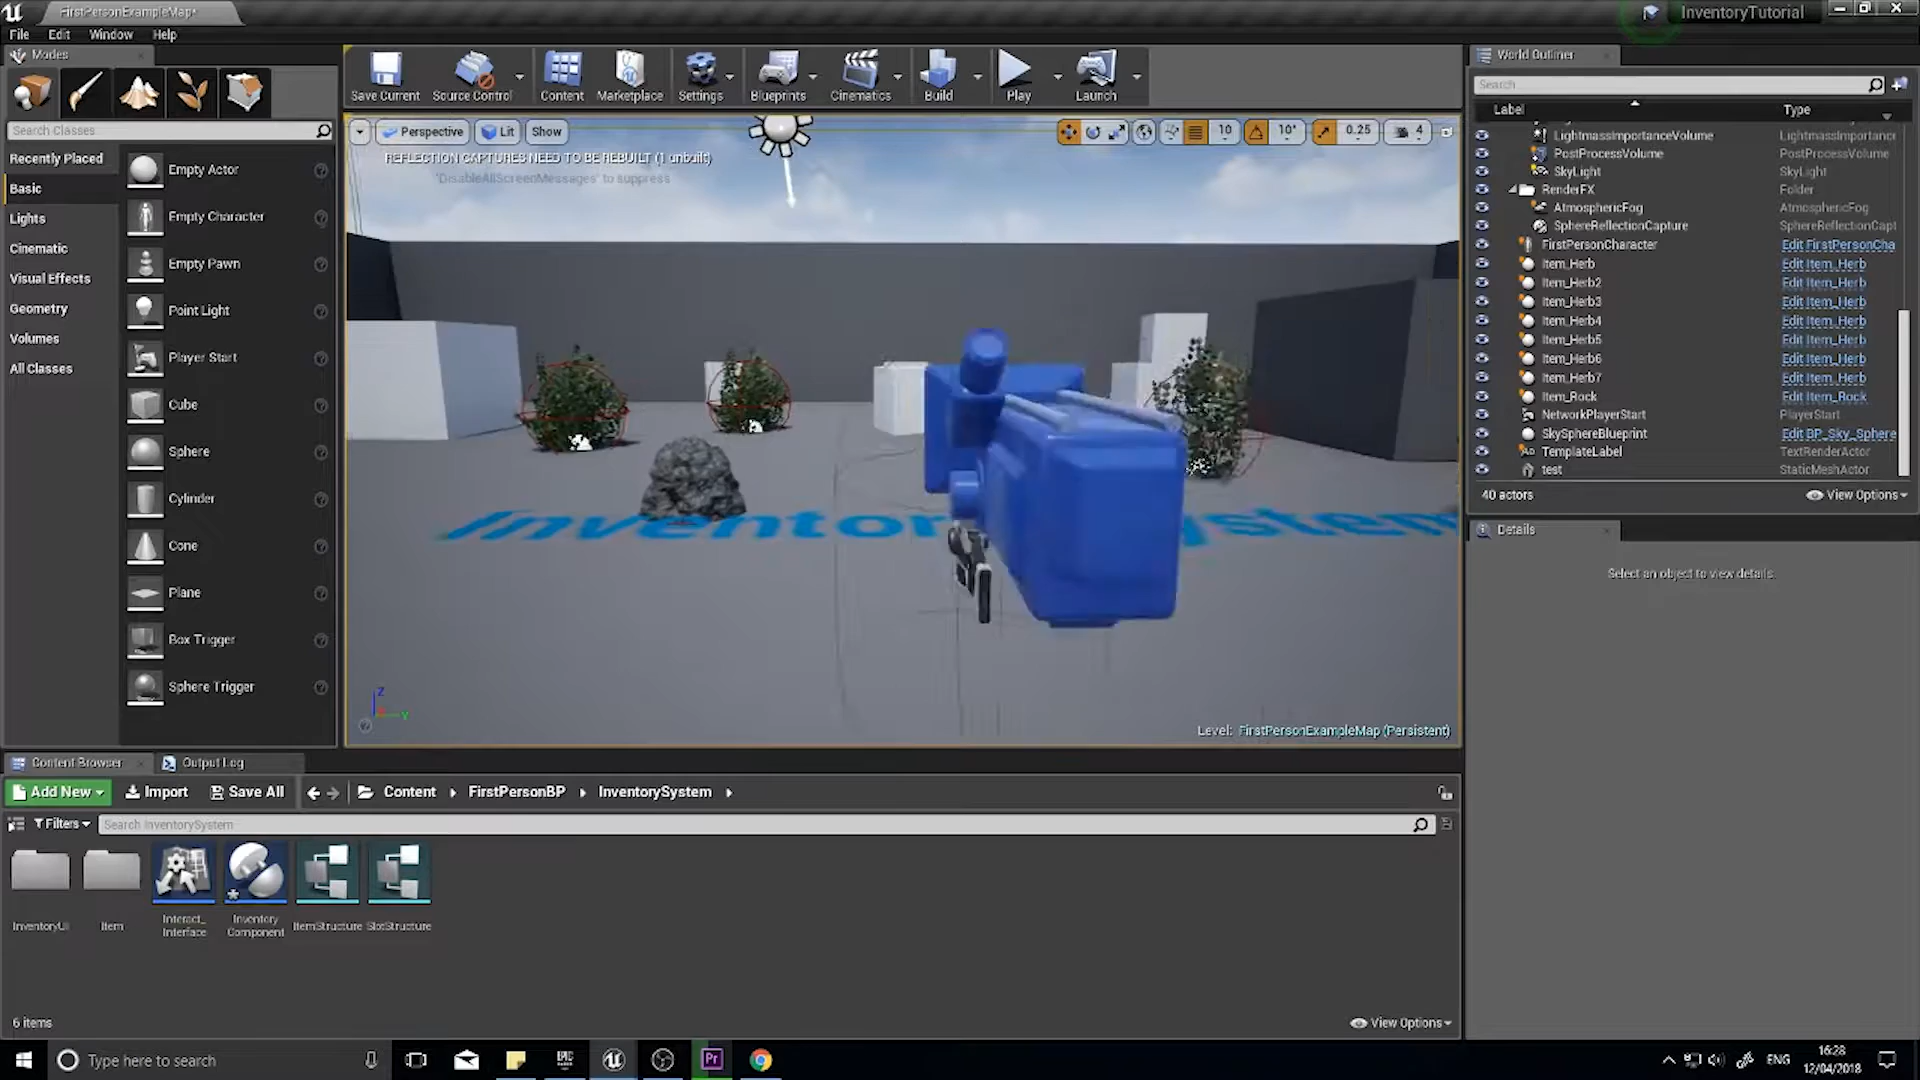 FirstPersonExampleMap*
InventoryTutorial
File Edit Window Help
Modes
Save Current
Source Control
Content
Marketplace
Settings
Blueprints
Cinematics
Build
Play
Launch
World Outliner
Search
Label Type
Search Classes
Recently Placed
Basic
Lights
Cinematic
Visual Effects
Geometry
Volumes
All Classes
Empty Actor
Empty Character
Empty Pawn
Point Light
Player Start
Cube
Sphere
Cylinder
Cone
Plane
Box Trigger
Sphere Trigger
Perspective Lit Show
10 10° 0.25 4
REFLECTION CAPTURES NEED TO BE REBUILT (1 unbuilt)
'DisableAllScreenMessages' to suppress
Z
Y
Level: FirstPersonExampleMap (Persistent)
LightmassImportanceVolume LightmassImportanc
PostProcessVolume PostProcessVolume
SkyLight SkyLight
RenderFX Folder
AtmosphericFog AtmosphericFog
SphereReflectionCapture SphereReflectionCapt
FirstPersonCharacter Edit FirstPersonCha
Item_Herb Edit Item_Herb
Item_Herb2 Edit Item_Herb
Item_Herb3 Edit Item_Herb
Item_Herb4 Edit Item_Herb
Item_Herb5 Edit Item_Herb
Item_Herb6 Edit Item_Herb
Item_Herb7 Edit Item_Herb
Item_Rock Edit Item_Rock
NetworkPlayerStart PlayerStart
SkySphereBlueprint Edit BP_Sky_Sphere
TemplateLabel TextRenderActor
test StaticMeshActor
40 actors View Options
Details
Select an object to view details.
Content Browser
Output Log
Add New Import Save All
Content FirstPersonBP InventorySystem
Filters Search InventorySystem
InventoryUI
Item
Interact_
Interface
Inventory
Component
ItemStructure
SlotStructure
6 items
View Options
Type here to search
EPIC
Pr
ENG
16:28
12/04/2018